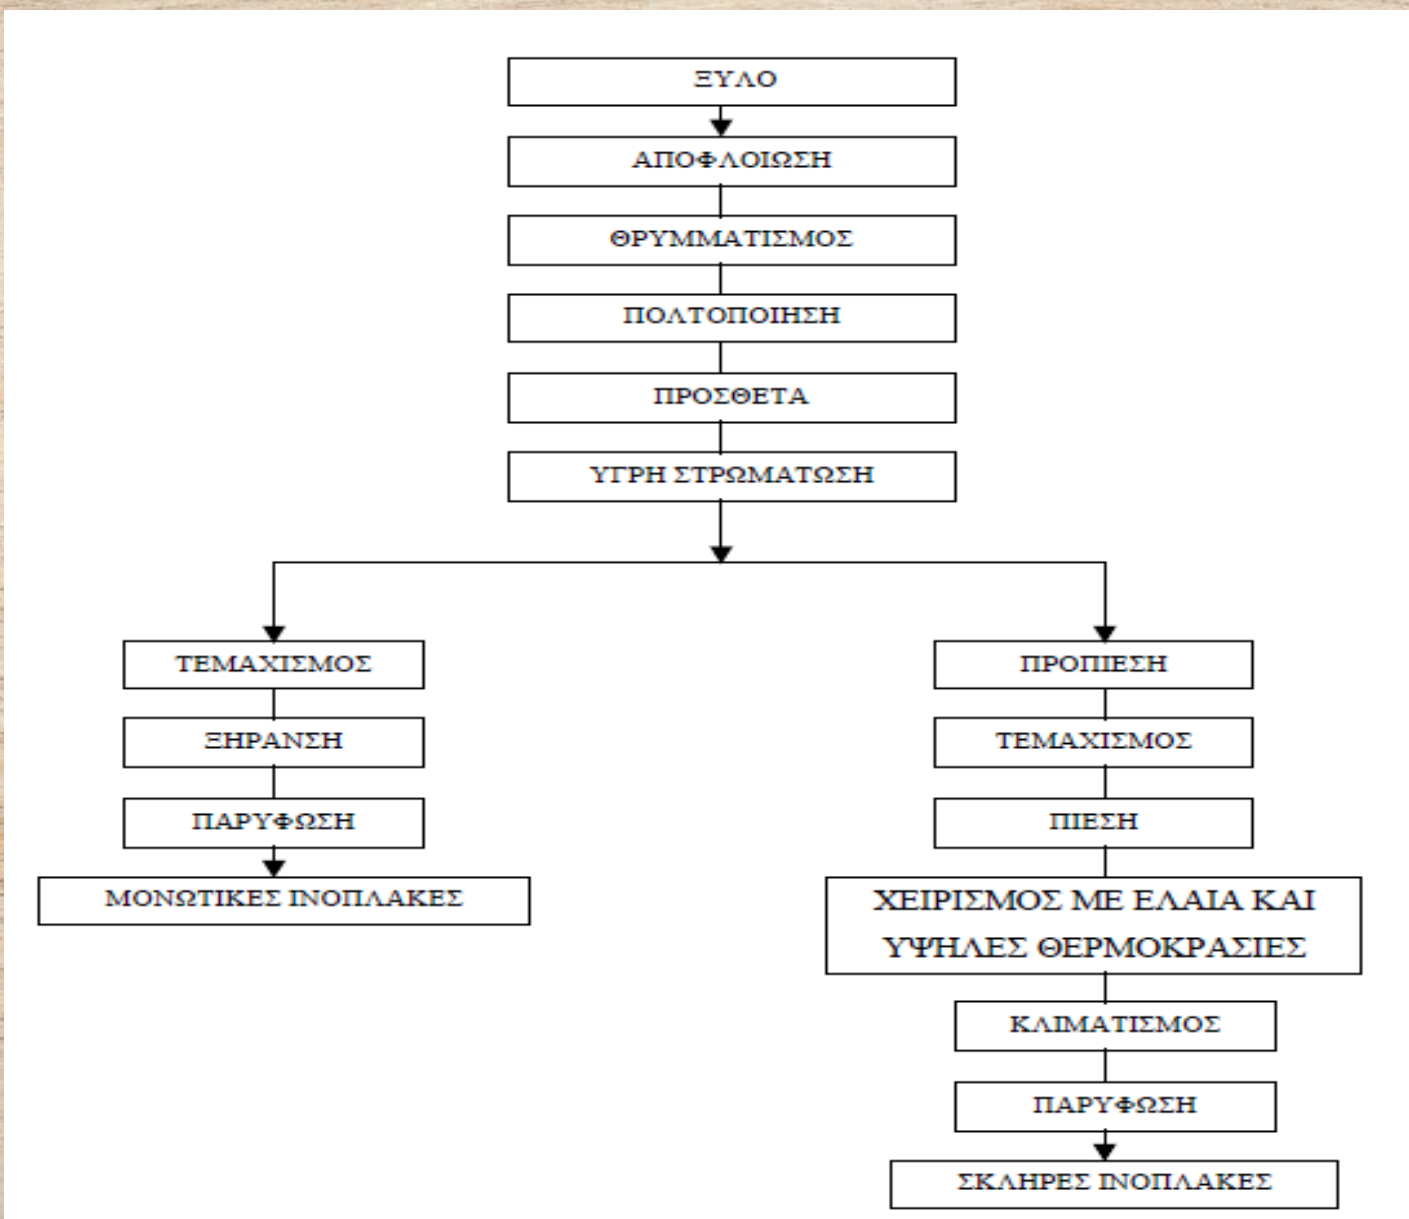 ΞΥΛΟ
ΑΠΟΦΛΟΙΩΣΗ
ΘΡΥΜΜΑΤΙΣΜΟΣ
ΠΟΛΤΟΠΟΙΗΣΗ
ΠΡΟΣΘΕΤΑ
ΥΓΡΗ ΣΤΡΩΜΑΤΩΣΗ
ΤΕΜΑΧΙΣΜΟΣ
ΞΗΡΑΝΣΗ
ΠΑΡΥΦΩΣΗ
ΜΟΝΩΤΙΚΕΣ ΙΝΟΠΛΑΚΕΣ
ΠΡΟΠΙΕΣΗ
ΤΕΜΑΧΙΣΜΟΣ
ΠΙΕΣΗ
ΧΕΙΡΙΣΜΟΣ ΜΕ ΕΛΑΙΑ ΚΑΙ
ΥΨΗΛΕΣ ΘΕΡΜΟΚΡΑΣΙΕΣ
ΚΛΙΜΑΤΙΣΜΟΣ
ΠΑΡΥΦΩΣΗ
ΣΚΛΗΡΕΣ ΙΝΟΠΛΑΚΕΣ